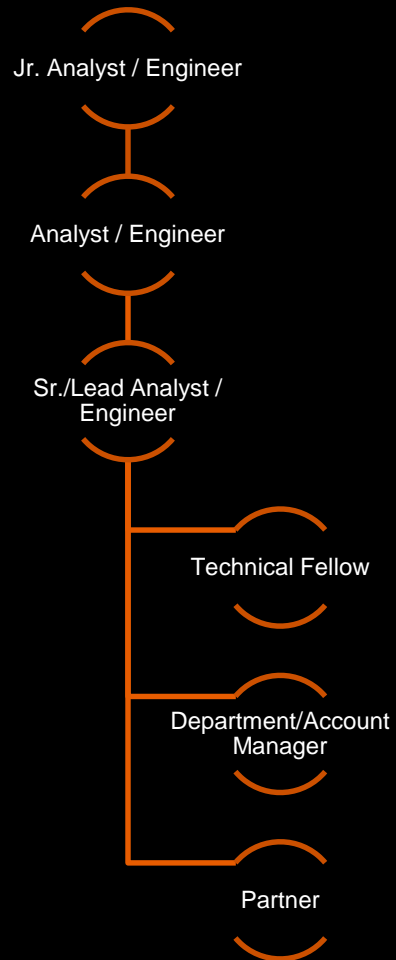 Jr. Analyst / Engineer
Analyst / Engineer
Sr./Lead Analyst /
Engineer
Technical Fellow
Department/Account
Manager
Partner